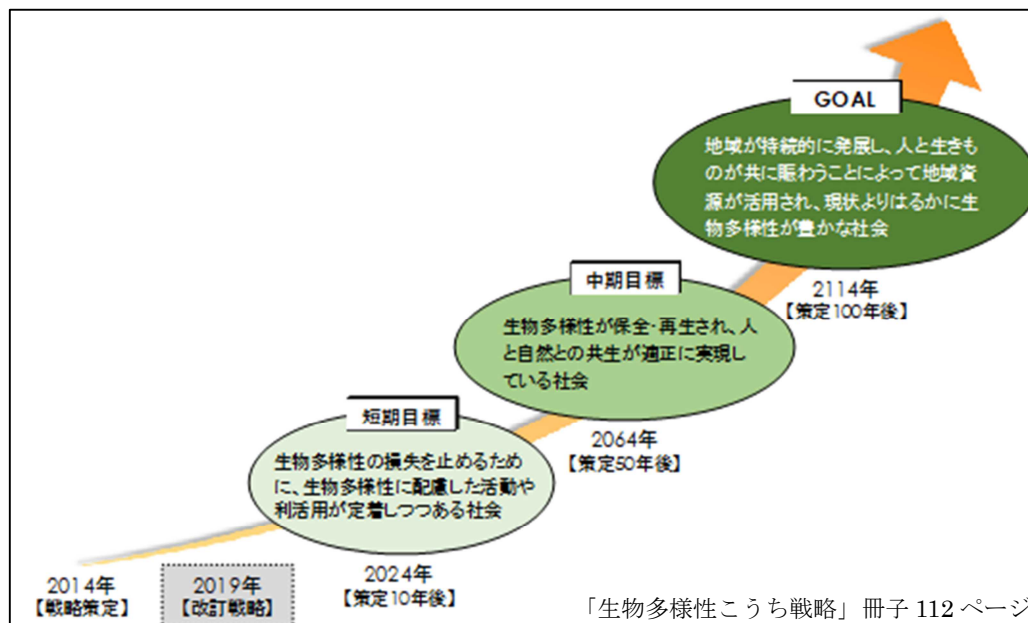 GOAL
地域が持続的に発展し、人と生きも
のが共に賑わうことによって地域資
源が活用され、現状よりはるかに生
物多様性が豊かな社会
2114年
【策定100年後】
中期目標
生物多様性が保全・再生され、人
と自然との共生が適正に実現し
ている社会
2064年
【策定50年後】
短期目標
生物多様性の損失を止めるため
に、生物多様性に配慮した活動や
利活用が定着しつつある社会
2024年
【策定10年後】
2019年
【改訂戦略】
2014年
【戦略策定】
「生物多様性こうち戦略」冊子 112 ページ